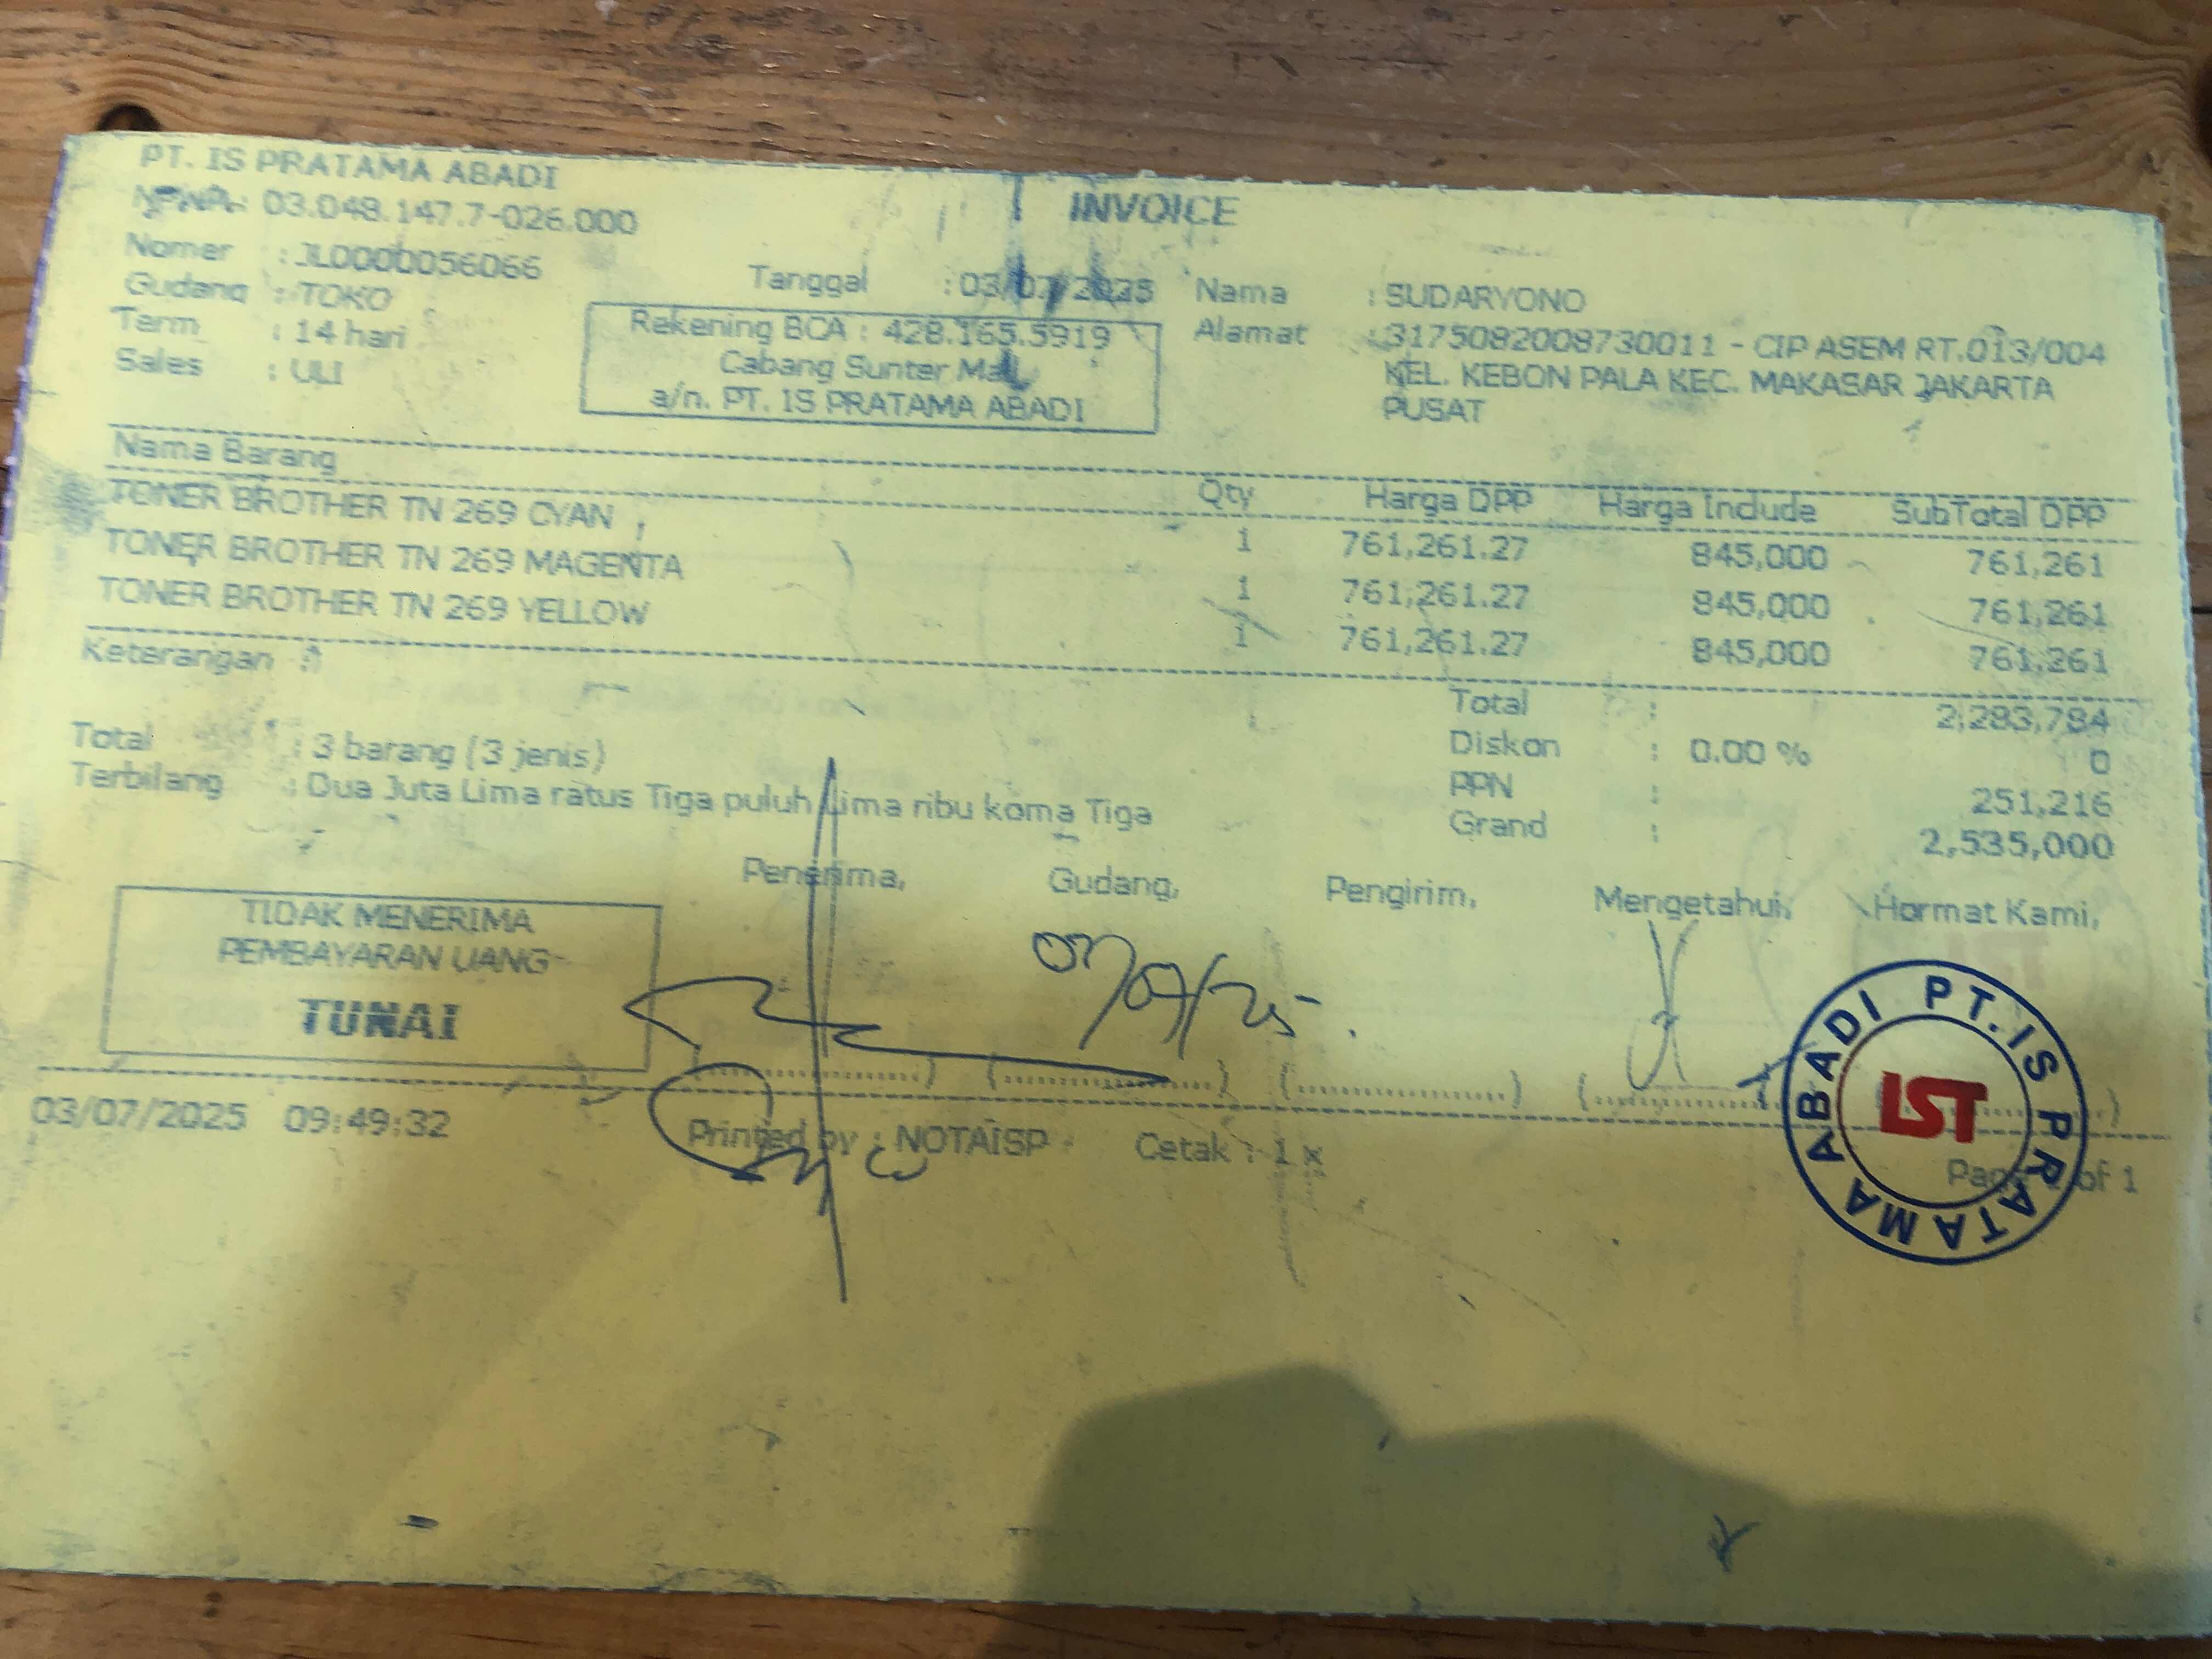 PT. IS PRATAMA ABADI
NPWP : 03.048.147.7-026.000
INVOICE
Nomer : JL0000056066
Gudang : TOKO
Term : 14 hari
Sales : ULI
Tanggal : 03/07/2025
Rekening BCA : 428.165.5919
Cabang Sunter Mall
a/n. PT. IS PRATAMA ABADI
Nama : SUDARYONO
Alamat : 3175082008730011 - CIP ASEM RT.013/004
KEL. KEBON PALA KEC. MAKASAR JAKARTA
PUSAT
Nama Barang Qty Harga DPP Harga Include SubTotal DPP
TONER BROTHER TN 269 CYAN 1 761,261.27 845,000 761,261
TONER BROTHER TN 269 MAGENTA 1 761,261.27 845,000 761,261
TONER BROTHER TN 269 YELLOW 1 761,261.27 845,000 761,261
Keterangan :
Total : 3 barang (3 jenis)
Terbilang : Dua Juta Lima ratus Tiga puluh Lima ribu koma Tiga
Total : 2,283,784
Diskon : 0.00 % 0
PPN : 251,216
Grand : 2,535,000
TIDAK MENERIMA
PEMBAYARAN UANG
TUNAI
Penerima, Gudang, Pengirim, Mengetahui, Hormat Kami,
07/07/25
PT. IS PRATAMA ABADI
IST
03/07/2025 09:49:32 Printed by : NOTAISP Cetak : 1 x Page of 1